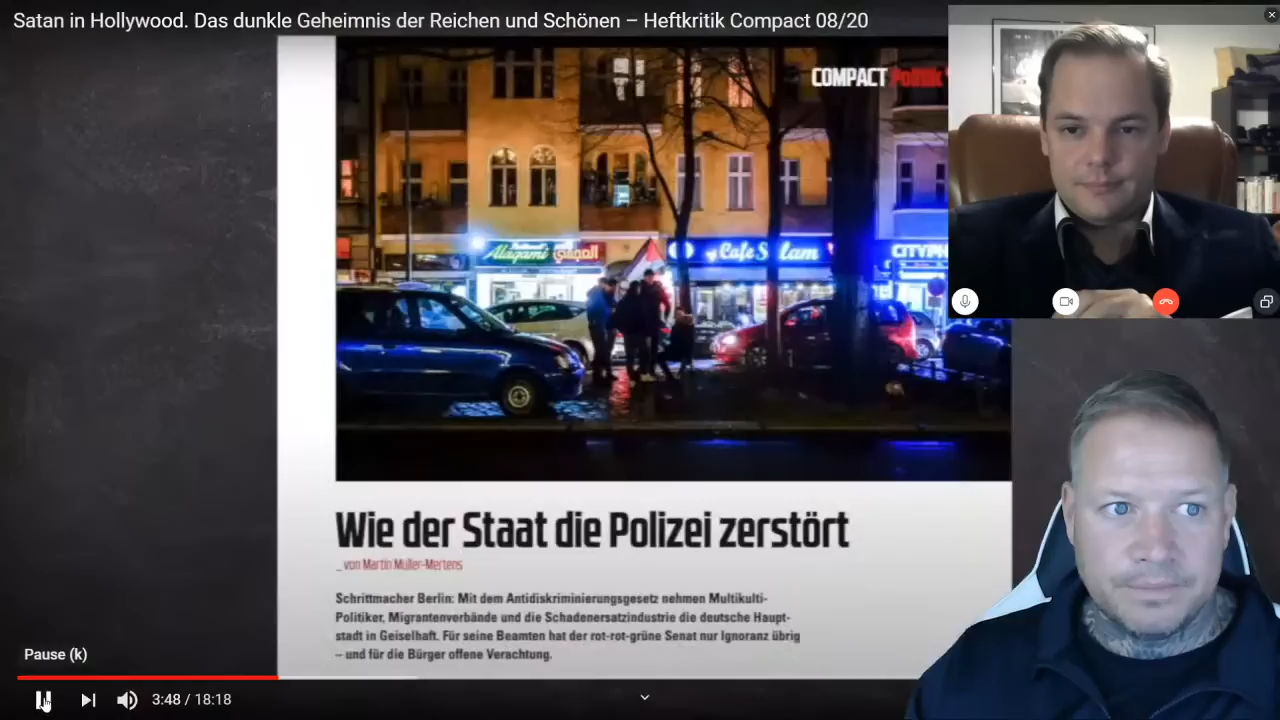 Satan in Hollywood. Das dunkle Geheimnis der Reichen und Schönen – Heftkritik Compact 08/20
COMPACT Politik
Alagami العجمي
Cafe Salam
CITYPH
Wie der Staat die Polizei zerstört
_ von Martin Müller-Mertens
Schrittmacher Berlin: Mit dem Antidiskriminierungsgesetz nehmen Multikulti-
Politiker, Migrantenverbände und die Schadenersatzindustrie die deutsche Haupt-
stadt in Geiselhaft. Für seine Beamten hat der rot-rot-grüne Senat nur Ignoranz übrig
– und für die Bürger offene Verachtung.
Pause (k)
3:48 / 18:18